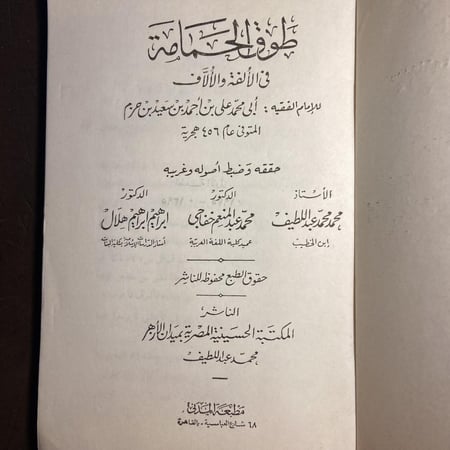 طوق الحمامة
في الألفة والألاف
للإمام الفقيه : أبي محمد علي بن أحمد بن سعيد بن حزم
المتوفى عام ٤٥٦ هجرية
حققه وضبط أصوله وغريبه
الأستاذ الدكتور الدكتور
محمد محمد عبد اللطيف محمد عبد المنعم خفاجى إبراهيم إبراهيم هلال
ابن الخطيب عميد كلية اللغة العربية
حقوق الطبع محفوظة للناشر
الناشر :
المكتبة الحسينية المصرية بميدان الأزهر
محمد عبد اللطيف
مطبعة المدني
٦٨ شارع العباسية - بالقاهرة